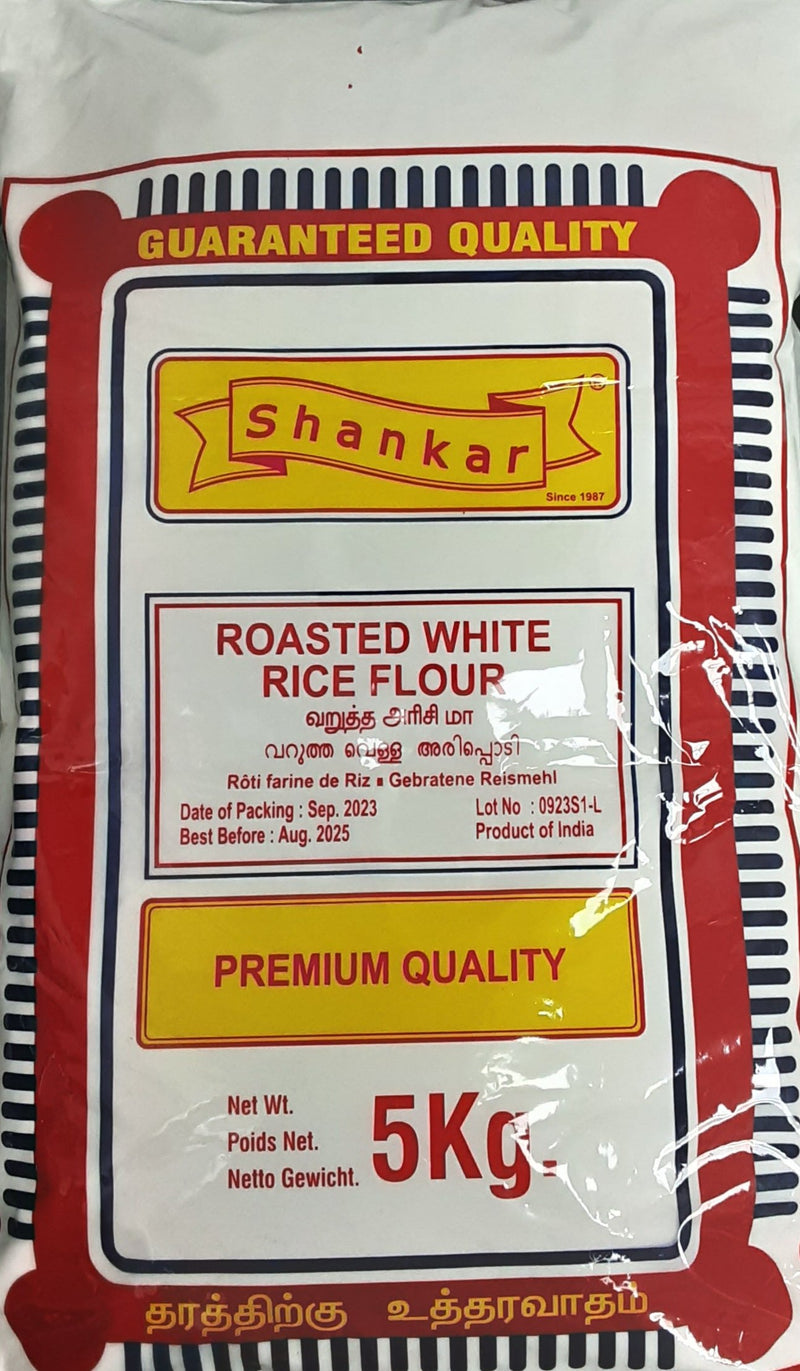 GUARANTEED QUALITY
Shankar ®
Since 1987
ROASTED WHITE
RICE FLOUR
வறுத்த அரிசி மா
വറുത്ത വെള്ള അരിപ്പൊടി
Rôti farine de Riz ▪ Gebratene Reismehl
Date of Packing : Sep. 2023 Lot No : 0923S1-L
Best Before : Aug. 2025 Product of India
PREMIUM QUALITY
Net Wt.
Poids Net.
Netto Gewicht.
5Kg.
தரத்திற்கு உத்தரவாதம்